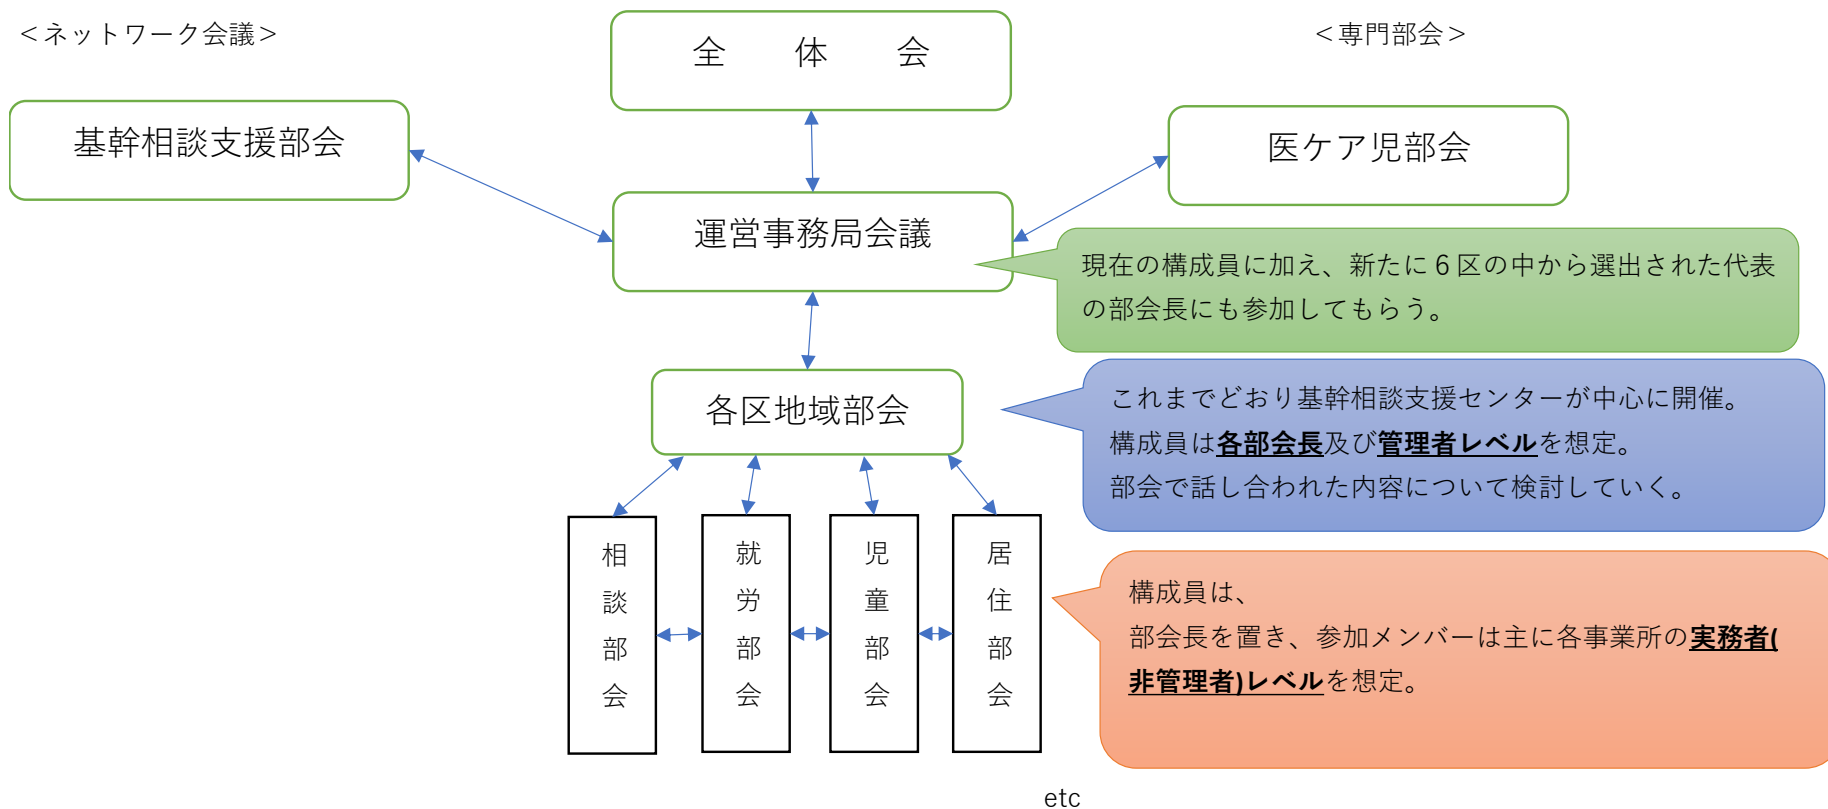 ＜ネットワーク会議＞
全　体　会
＜専門部会＞
基幹相談支援部会
医ケア児部会
運営事務局会議
現在の構成員に加え、新たに６区の中から選出された代表
の部会長にも参加してもらう。
各区地域部会
これまでどおり基幹相談支援センターが中心に開催。
構成員は各部会長及び管理者レベルを想定。
部会で話し合われた内容について検討していく。
相談部会
就労部会
児童部会
居住部会
構成員は、
部会長を置き、参加メンバーは主に各事業所の実務者(
非管理者)レベルを想定。
etc